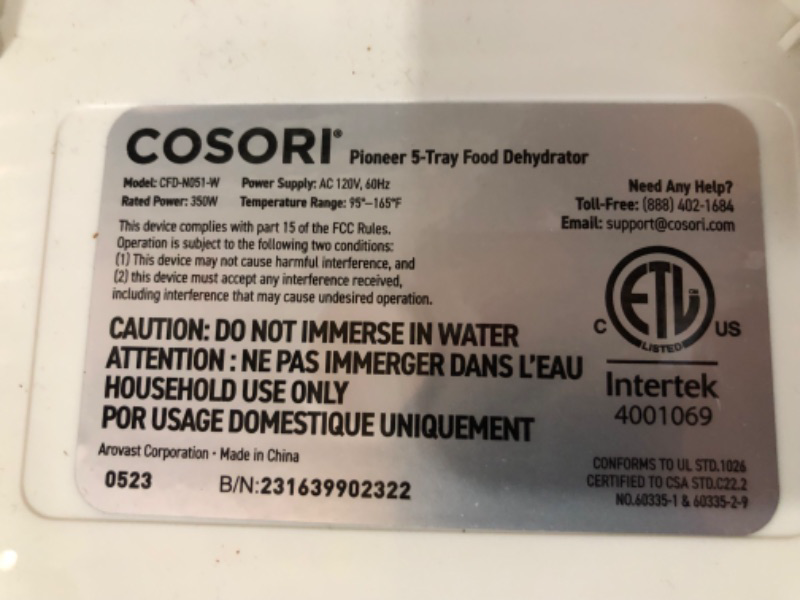 COSORI® Pioneer 5-Tray Food Dehydrator
Model: CFD-N051-W Power Supply: AC 120V, 60Hz
Rated Power: 350W Temperature Range: 95°–165°F
Need Any Help?
Toll-Free: (888) 402-1684
Email: support@cosori.com
This device complies with part 15 of the FCC Rules.
Operation is subject to the following two conditions:
(1) This device may not cause harmful interference, and
(2) this device must accept any interference received,
including interference that may cause undesired operation.
CAUTION: DO NOT IMMERSE IN WATER
ATTENTION : NE PAS IMMERGER DANS L'EAU
HOUSEHOLD USE ONLY
POR USAGE DOMESTIQUE UNIQUEMENT
C ETL CM US
LISTED
Intertek
4001069
Arovast Corporation · Made in China
0523 B/N:231639902322
CONFORMS TO UL STD.1026
CERTIFIED TO CSA STD.C22.2
NO.60335-1 & 60335-2-9